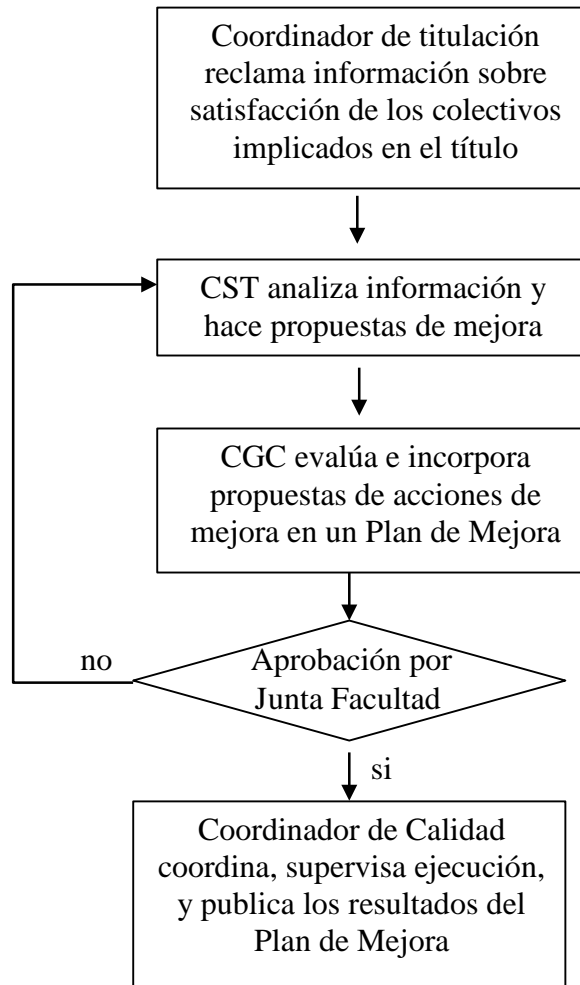 Coordinador de titulación
reclama información sobre
satisfacción de los colectivos
implicados en el título
CST analiza información y
hace propuestas de mejora
CGC evalúa e incorpora
propuestas de acciones de
mejora en un Plan de Mejora
no
Aprobación por
Junta Facultad
si
Coordinador de Calidad
coordina, supervisa ejecución,
y publica los resultados del
Plan de Mejora